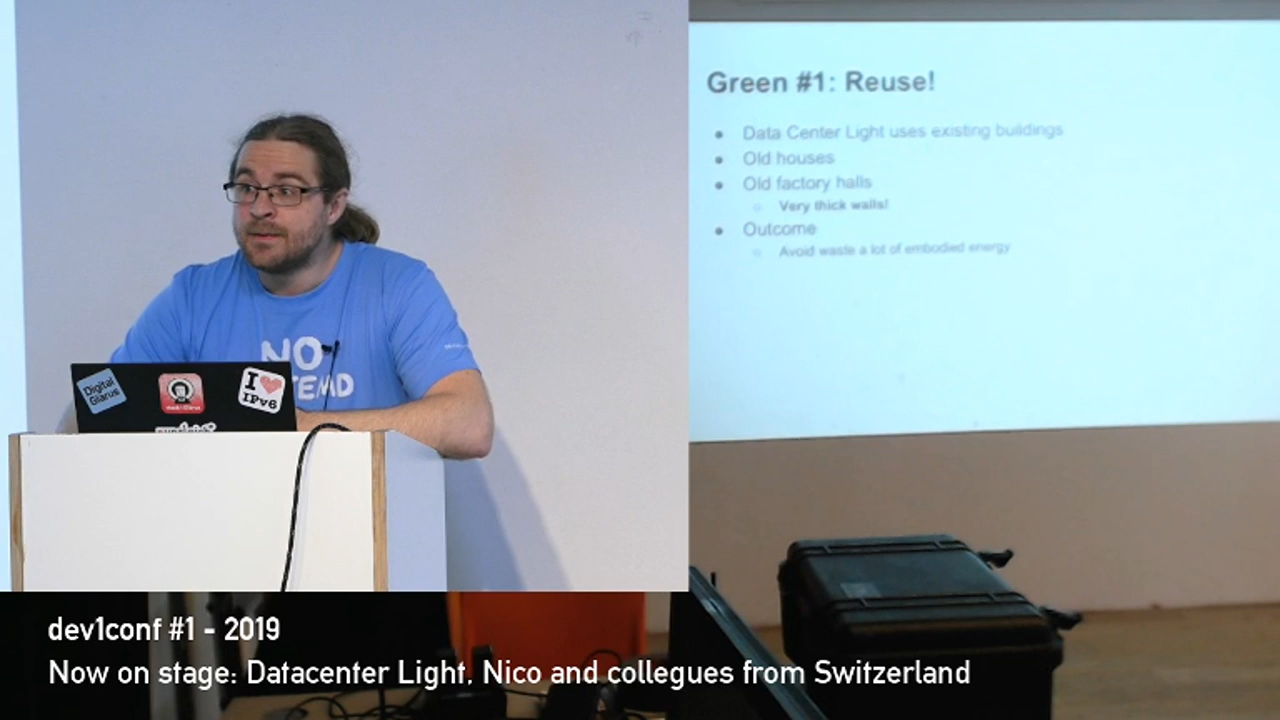 Green #1: Reuse!
Data Center Light uses existing buildings
Old houses
Old factory halls
Very thick walls!
Outcome
Avoid waste a lot of embodied energy
NO
Digital
Glarus
I ❤
IPv6
dev1conf #1 - 2019
Now on stage: Datacenter Light, Nico and collegues from Switzerland